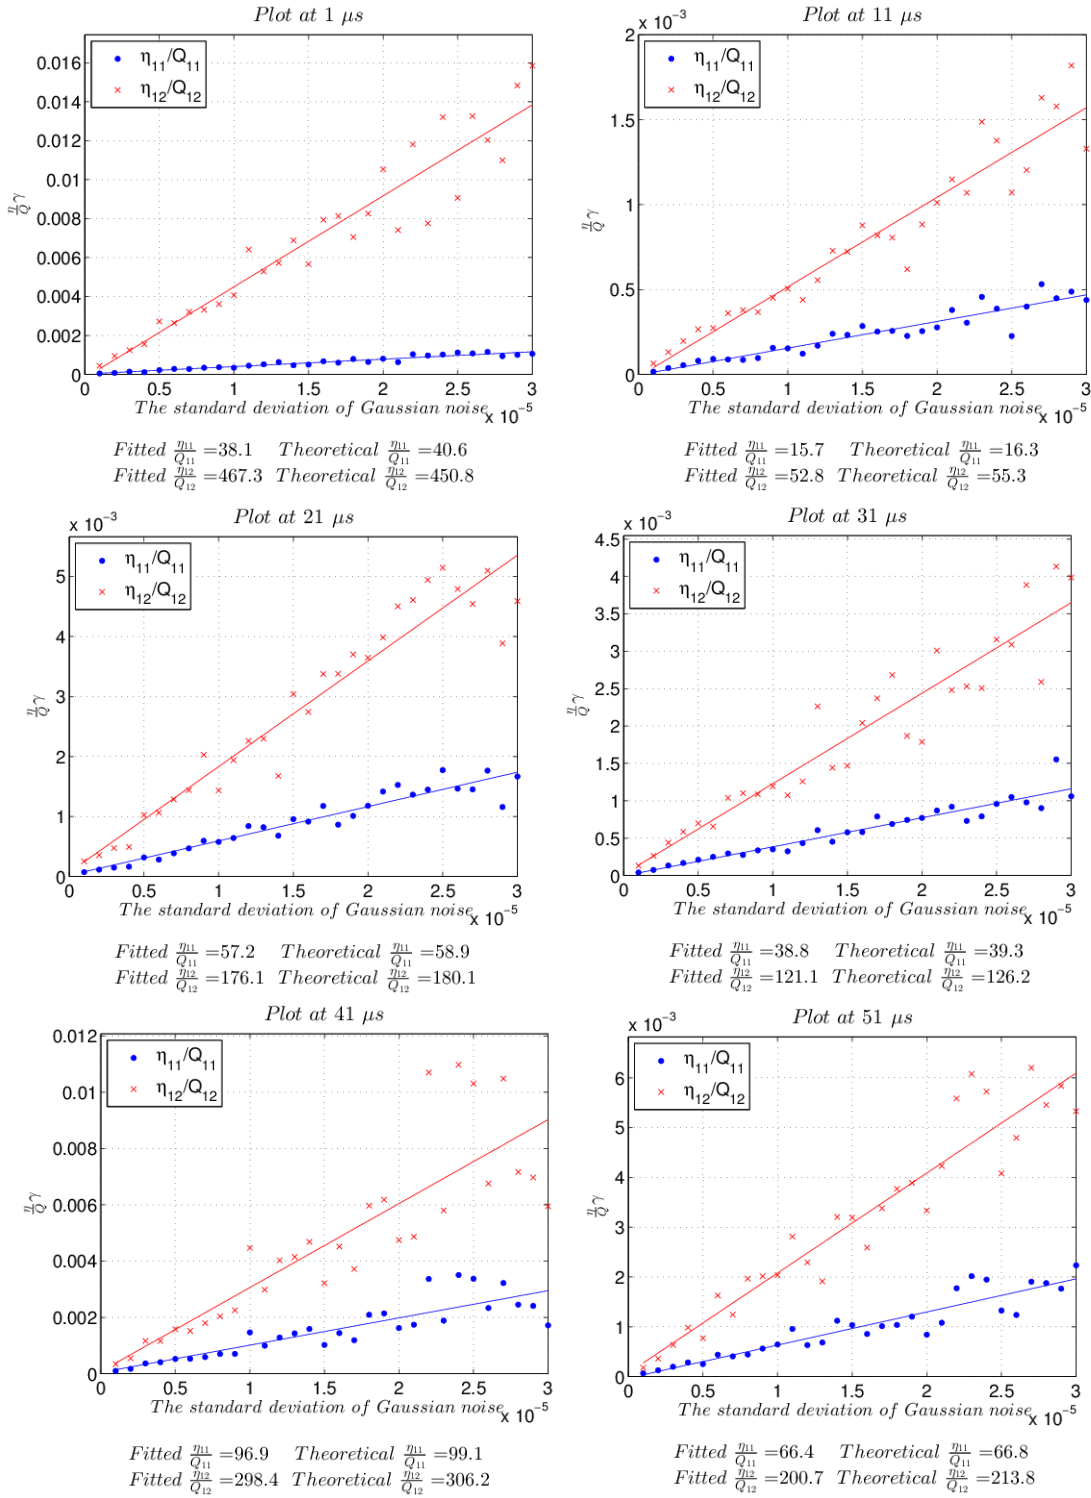 Plot at 1 μs
0.016
0.014
0.012
0.01
0.008
0.006
0.004
0.002
0
η11/Q11
η12/Q12
η/Q γ
0 0.5 1 1.5 2 2.5 3
The standard deviation of Gaussian noise x 10^−5
Fitted η11/Q11 =38.1 Theoretical η11/Q11 =40.6
Fitted η12/Q12 =467.3 Theoretical η12/Q12 =450.8
Plot at 11 μs
x 10^−3
2
1.5
1
0.5
0
η11/Q11
η12/Q12
η/Q γ
0 0.5 1 1.5 2 2.5 3
The standard deviation of Gaussian noise x 10^−5
Fitted η11/Q11 =15.7 Theoretical η11/Q11 =16.3
Fitted η12/Q12 =52.8 Theoretical η12/Q12 =55.3
Plot at 21 μs
x 10^−3
5
4
3
2
1
0
η11/Q11
η12/Q12
η/Q γ
0 0.5 1 1.5 2 2.5 3
The standard deviation of Gaussian noise x 10^−5
Fitted η11/Q11 =57.2 Theoretical η11/Q11 =58.9
Fitted η12/Q12 =176.1 Theoretical η12/Q12 =180.1
Plot at 31 μs
x 10^−3
4.5
4
3.5
3
2.5
2
1.5
1
0.5
0
η11/Q11
η12/Q12
η/Q γ
0 0.5 1 1.5 2 2.5 3
The standard deviation of Gaussian noise x 10^−5
Fitted η11/Q11 =38.8 Theoretical η11/Q11 =39.3
Fitted η12/Q12 =121.1 Theoretical η12/Q12 =126.2
Plot at 41 μs
0.012
0.01
0.008
0.006
0.004
0.002
0
η11/Q11
η12/Q12
η/Q γ
0 0.5 1 1.5 2 2.5 3
The standard deviation of Gaussian noise x 10^−5
Fitted η11/Q11 =96.9 Theoretical η11/Q11 =99.1
Fitted η12/Q12 =298.4 Theoretical η12/Q12 =306.2
Plot at 51 μs
x 10^−3
6
5
4
3
2
1
0
η11/Q11
η12/Q12
η/Q γ
0 0.5 1 1.5 2 2.5 3
The standard deviation of Gaussian noise x 10^−5
Fitted η11/Q11 =66.4 Theoretical η11/Q11 =66.8
Fitted η12/Q12 =200.7 Theoretical η12/Q12 =213.8